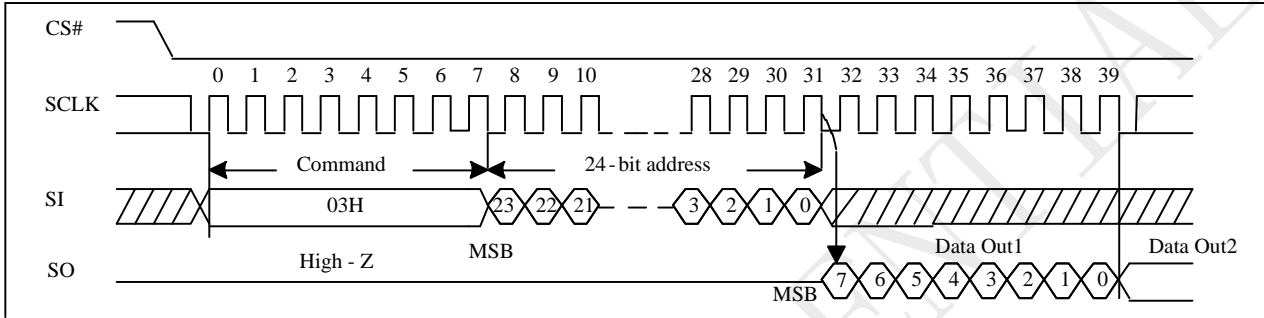 CS#
0 1 2 3 4 5 6 7 8 9 10 28 29 30 31 32 33 34 35 36 37 38 39
SCLK
Command 24-bit address
SI 03H 23 22 21 3 2 1 0
High - Z MSB Data Out1 Data Out2
SO MSB 7 6 5 4 3 2 1 0
ENTIAL